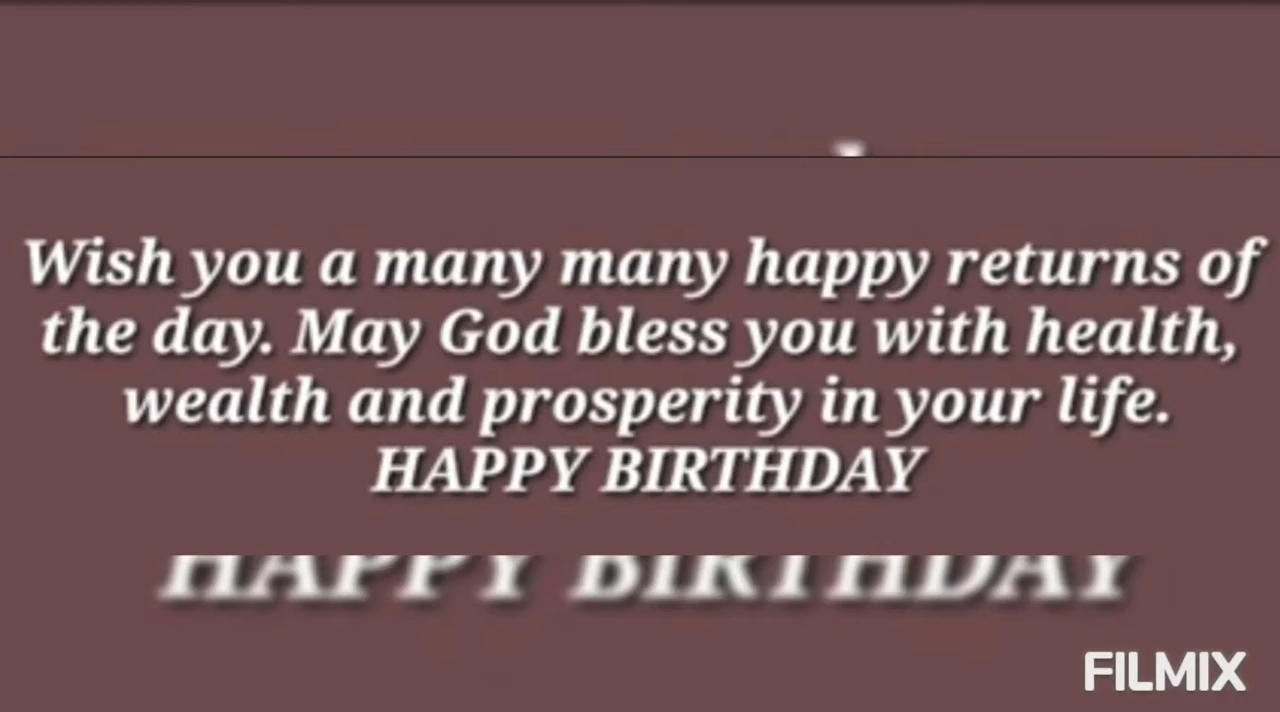 Wish you a many many happy returns of
the day. May God bless you with health,
wealth and prosperity in your life.
HAPPY BIRTHDAY
HAPPY BIRTHDAY
FILMIX